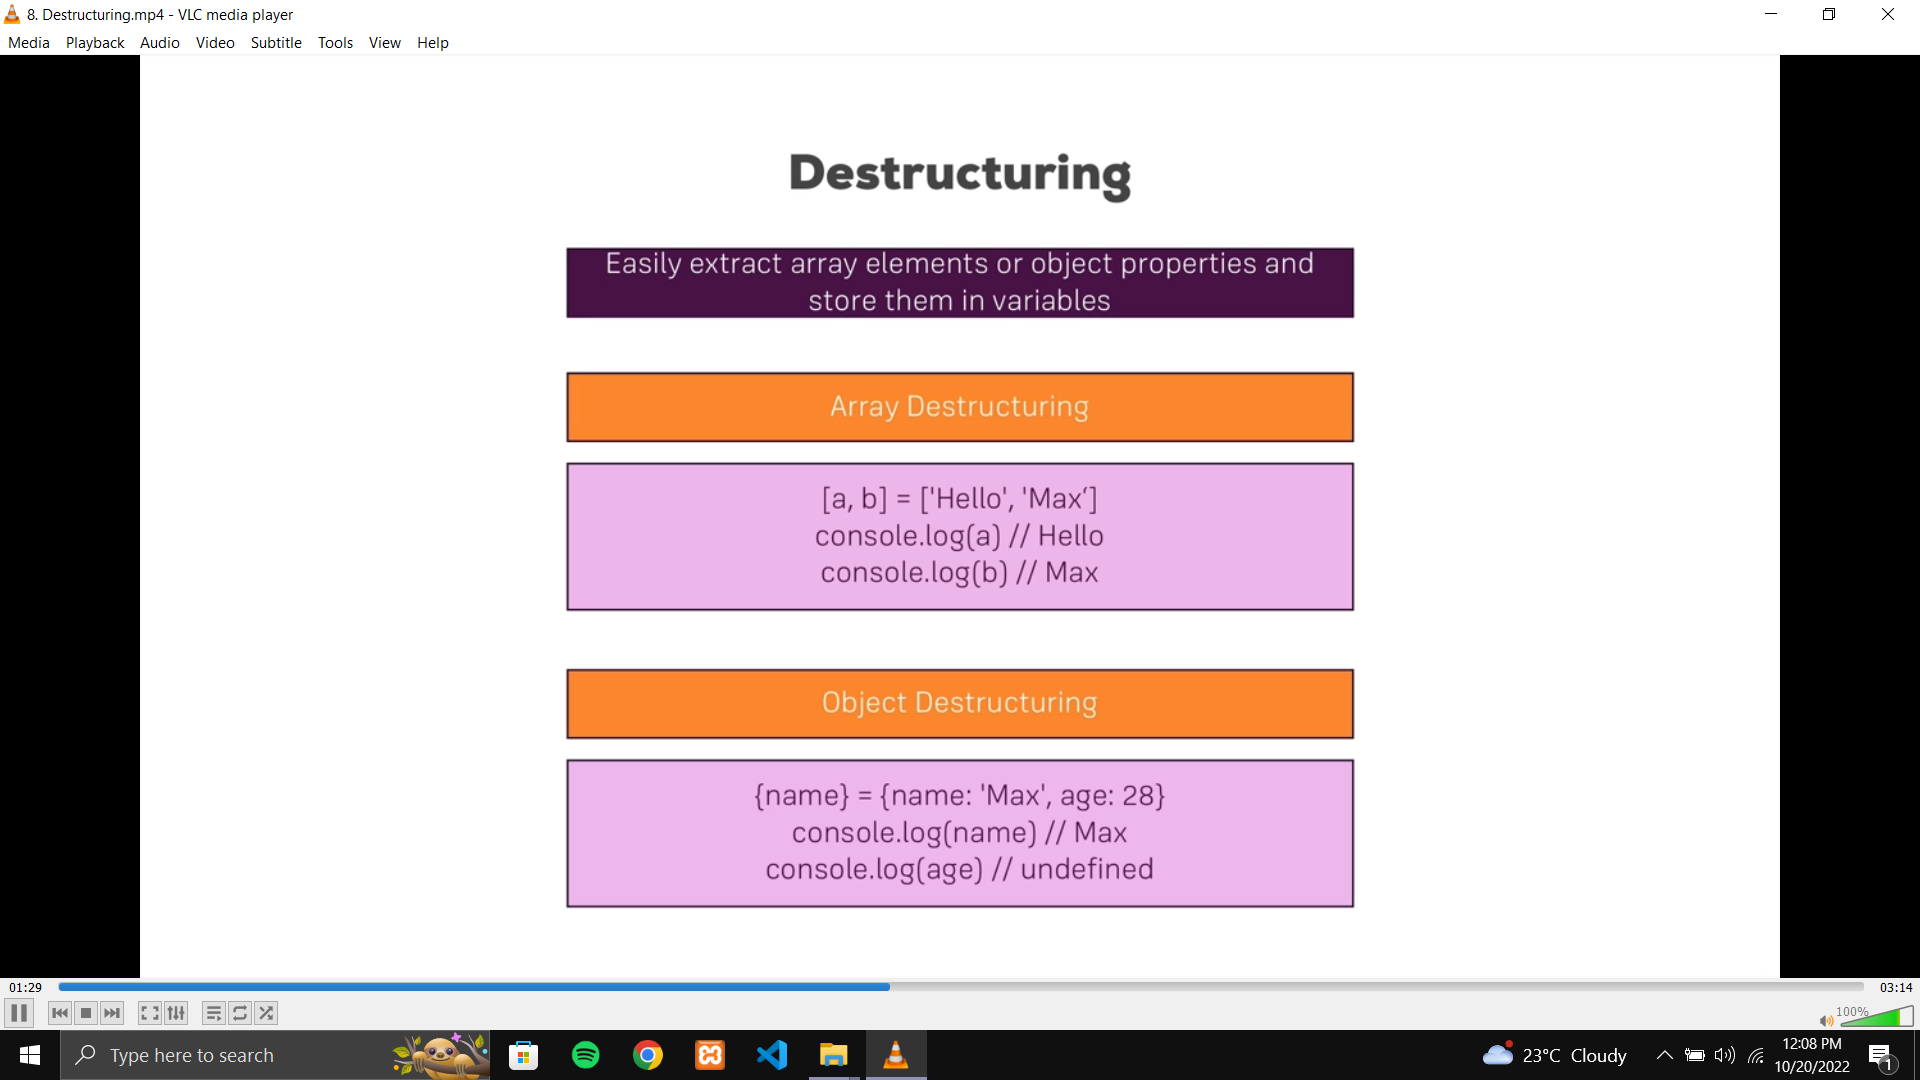 8. Destructuring.mp4 - VLC media player
Media Playback Audio Video Subtitle Tools View Help
Destructuring
Easily extract array elements or object properties and
store them in variables
Array Destructuring
[a, b] = ['Hello', 'Max‘]
console.log(a) // Hello
console.log(b) // Max
Object Destructuring
{name} = {name: 'Max', age: 28}
console.log(name) // Max
console.log(age) // undefined
01:29
03:14
100%
Type here to search
23°C Cloudy
12:08 PM
10/20/2022
1